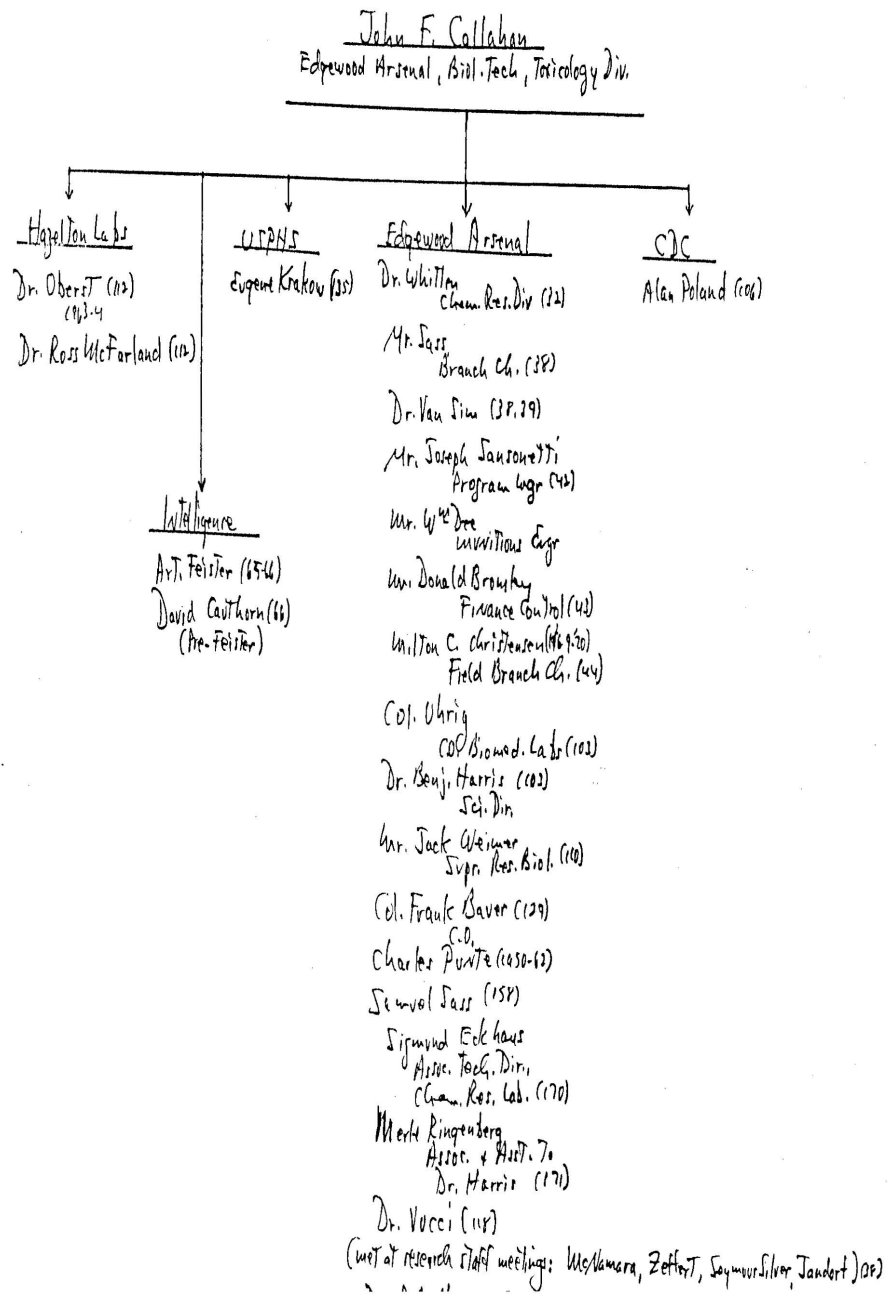 John F. Callahan
Edgewood Arsenal, Biol. Tech, Toxicology Div.
Hazelton Labs
Dr. Oberst (112)
1963-4
Dr. Ross McFarland (112)
USPHS
Eugene Krakow (135)
Edgewood Arsenal
Dr. Whitten
Chem. Res. Div (32)
Mr. Sass
Branch Ch. (38)
Dr. Van Sim (38,39)
Mr. Joseph Sansonetti
Program Mgr (42)
Mr. Wm Dee
Munitions Engr
Mr. Donald Bromley
Finance Control (43)
Milton C. Christensen
Field Branch Ch. (44)
Col. Uhrig
Biomed. Labs (103)
Dr. Benj. Harris (103)
Sci. Dir.
Mr. Jack Weimer
Supr. Res. Biol. (110)
Col. Frank Bauer (129)
C.O.
Charles Punte (1950-63)
Samuel Sass (158)
Sigmund Eckhaus
Assoc. Tech. Dir.,
Chem. Res. Lab. (170)
Merle Ringenberg
Assoc. + Asst. To
Dr. Harris (171)
Dr. Vocci (118)
(met at research staff meetings: McNamara, Zeffert, Seymour Silver, Jandorf)
CDC
Alan Poland (106)
Intelligence
Art. Feister (65-66)
David Cauthorn (66)
(Pre-Feister)